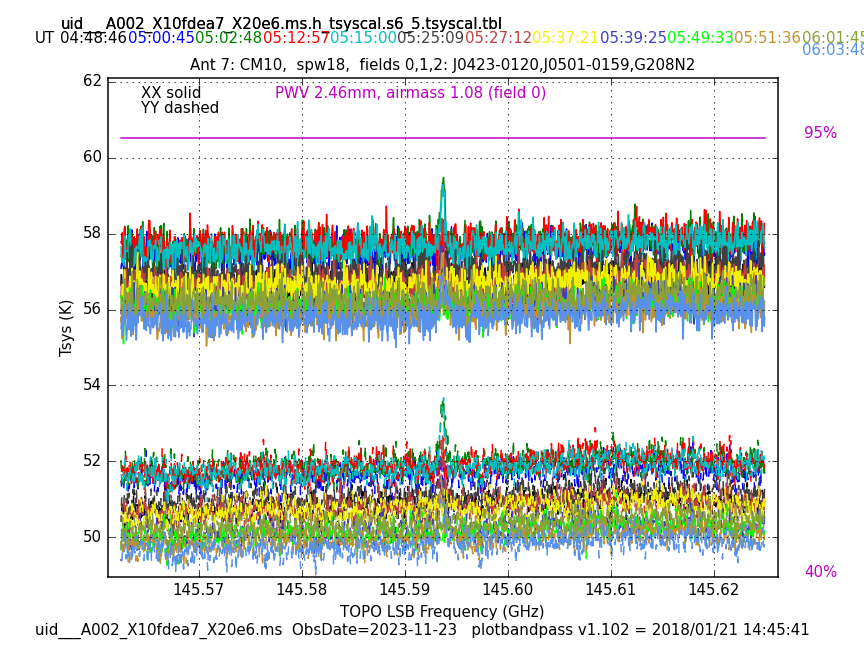 uid___A002_X10fdea7_X20e6.ms.h_tsyscal.s6_5.tsyscal.tbl
UT 04:48:46 05:00:45 05:02:48 05:12:57 05:15:00 05:25:09 05:27:12 05:37:21 05:39:25 05:49:33 05:51:36 06:01:45
06:03:48
Ant 7: CM10,  spw18,  fields 0,1,2: J0423-0120,J0501-0159,G208N2
XX solid
PWV 2.46mm, airmass 1.08 (field 0)
YY dashed
95%
40%
Tsys (K)
62
60
58
56
54
52
50
145.57 145.58 145.59 145.60 145.61 145.62
TOPO LSB Frequency (GHz)
uid___A002_X10fdea7_X20e6.ms  ObsDate=2023-11-23   plotbandpass v1.102 = 2018/01/21 14:45:41